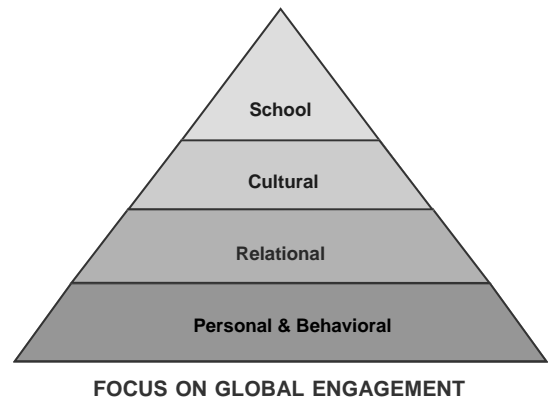 School
Cultural
Relational
Personal & Behavioral
FOCUS ON GLOBAL ENGAGEMENT